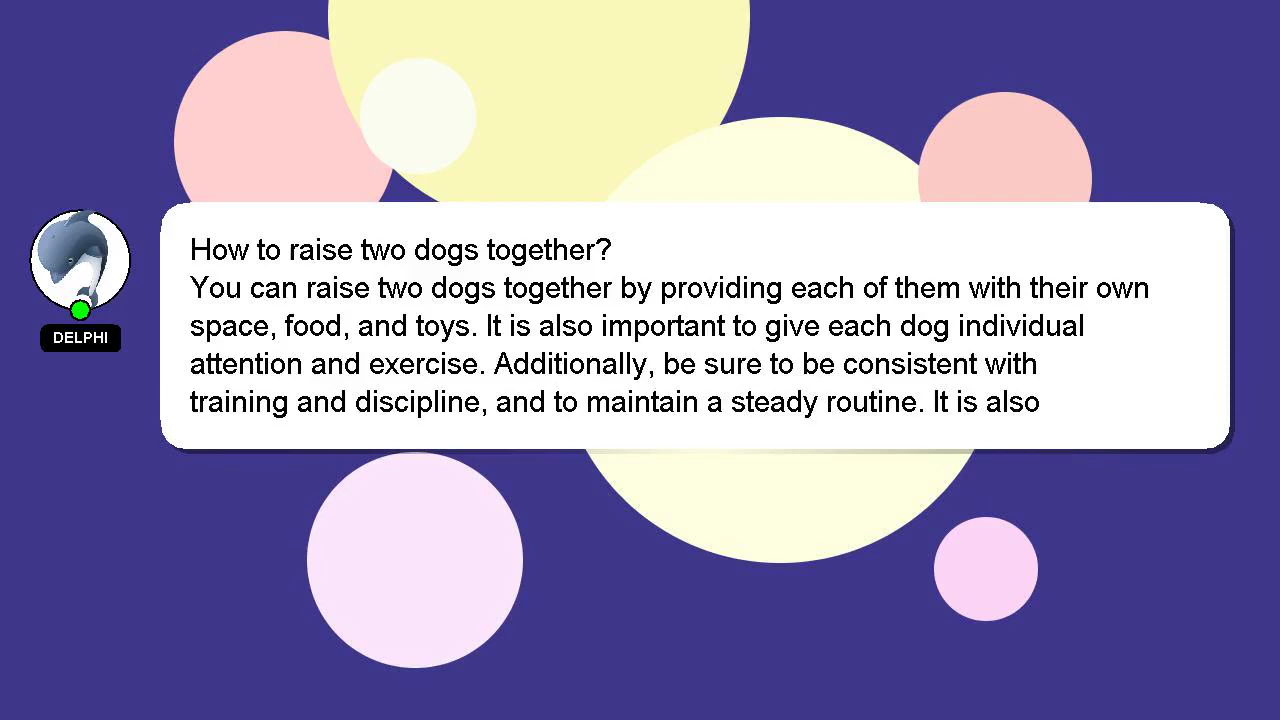 How to raise two dogs together?
You can raise two dogs together by providing each of them with their own
space, food, and toys. It is also important to give each dog individual
attention and exercise. Additionally, be sure to be consistent with
training and discipline, and to maintain a steady routine. It is also
DELPHI